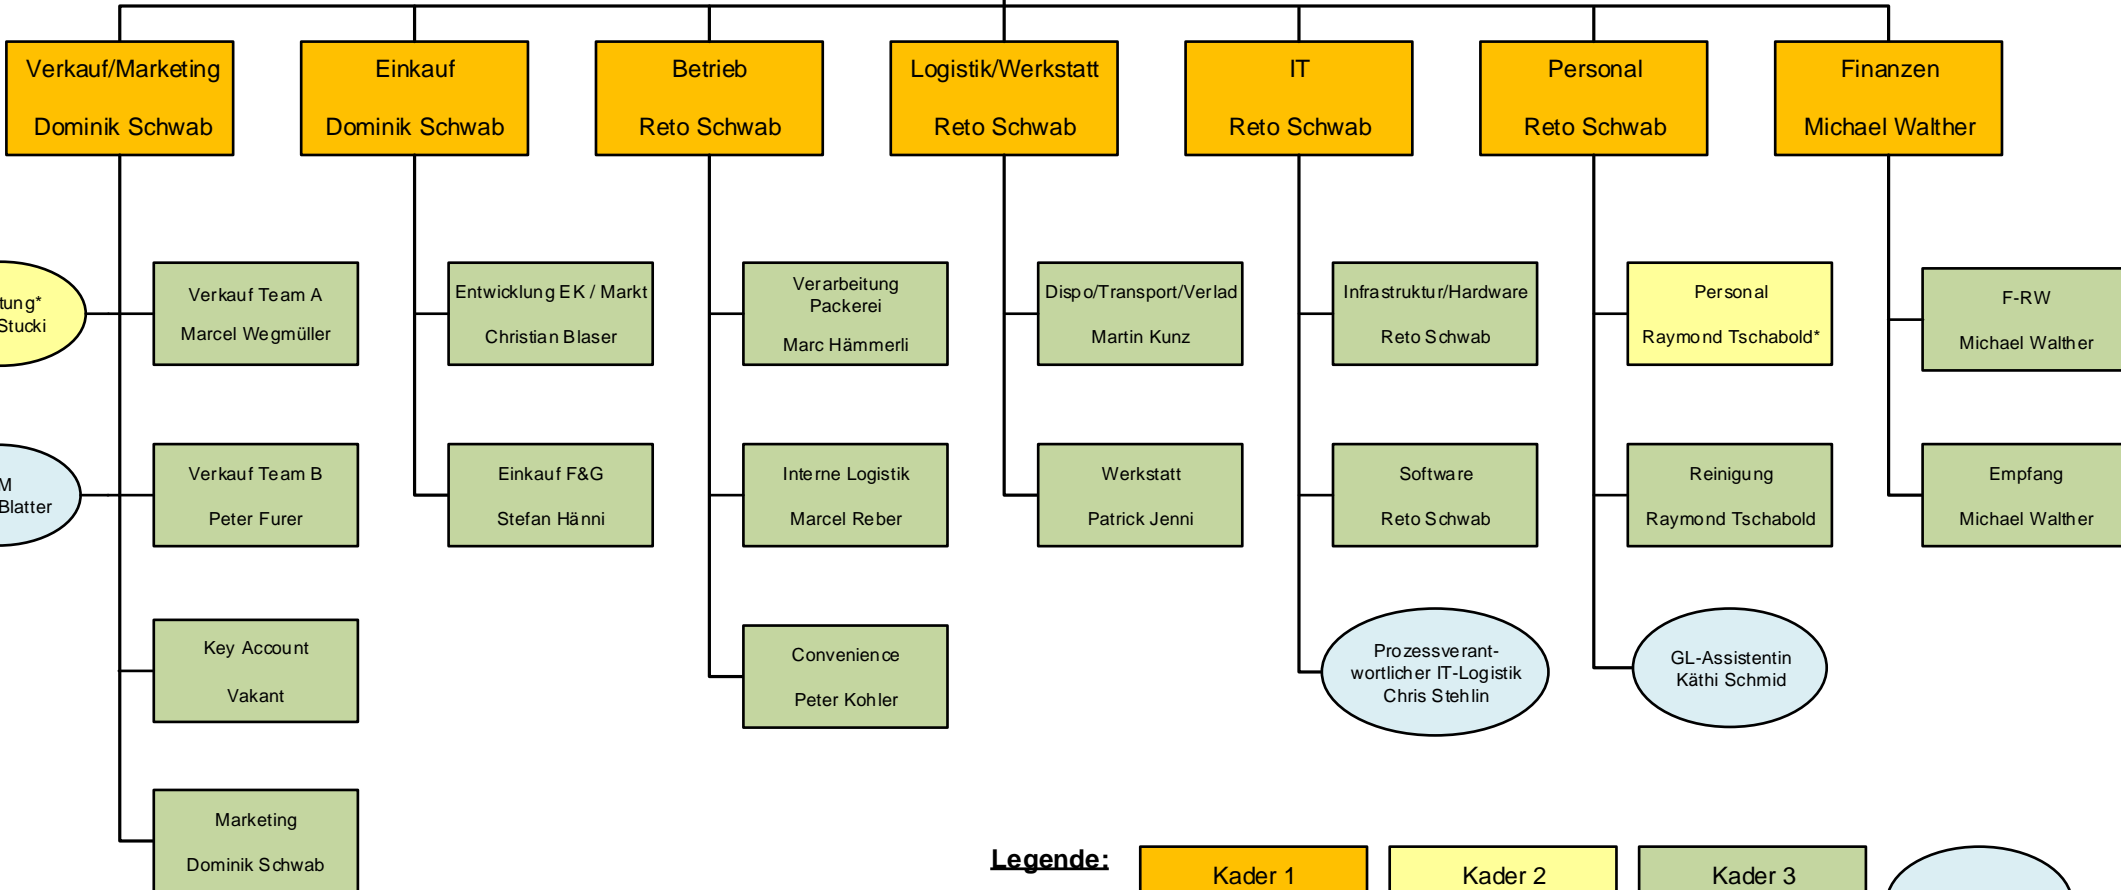 Verkauf/Marketing
Dominik Schwab
Einkauf
Dominik Schwab
Betrieb
Reto Schwab
Logistik/Werkstatt
Reto Schwab
IT
Reto Schwab
Personal
Reto Schwab
Finanzen
Michael Walther
tung*
Stucki
Verkauf Team A
Marcel Wegmüller
Entwicklung EK / Markt
Christian Blaser
Verarbeitung
Packerei
Marc Hämmerli
Dispo/Transport/Verlad
Martin Kunz
Infrastruktur/Hardware
Reto Schwab
Personal
Raymond Tschabold*
F-RW
Michael Walther
M
Blatter
Verkauf Team B
Peter Furer
Einkauf F&G
Stefan Hänni
Interne Logistik
Marcel Reber
Werkstatt
Patrick Jenni
Software
Reto Schwab
Reinigung
Raymond Tschabold
Empfang
Michael Walther
Key Account
Vakant
Convenience
Peter Kohler
Prozessverant-
wortlicher IT-Logistik
Chris Stehlin
GL-Assistentin
Käthi Schmid
Marketing
Dominik Schwab
Legende:
Kader 1
Kader 2
Kader 3